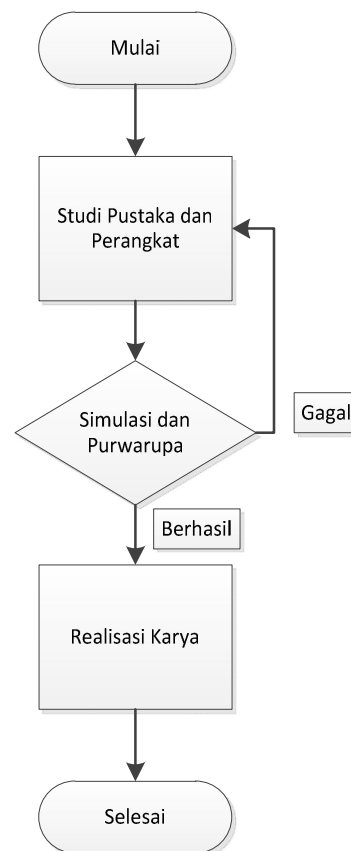 Mulai
Studi Pustaka dan
Perangkat
Simulasi dan
Purwarupa
Gagal
Berhasil
Realisasi Karya
Selesai